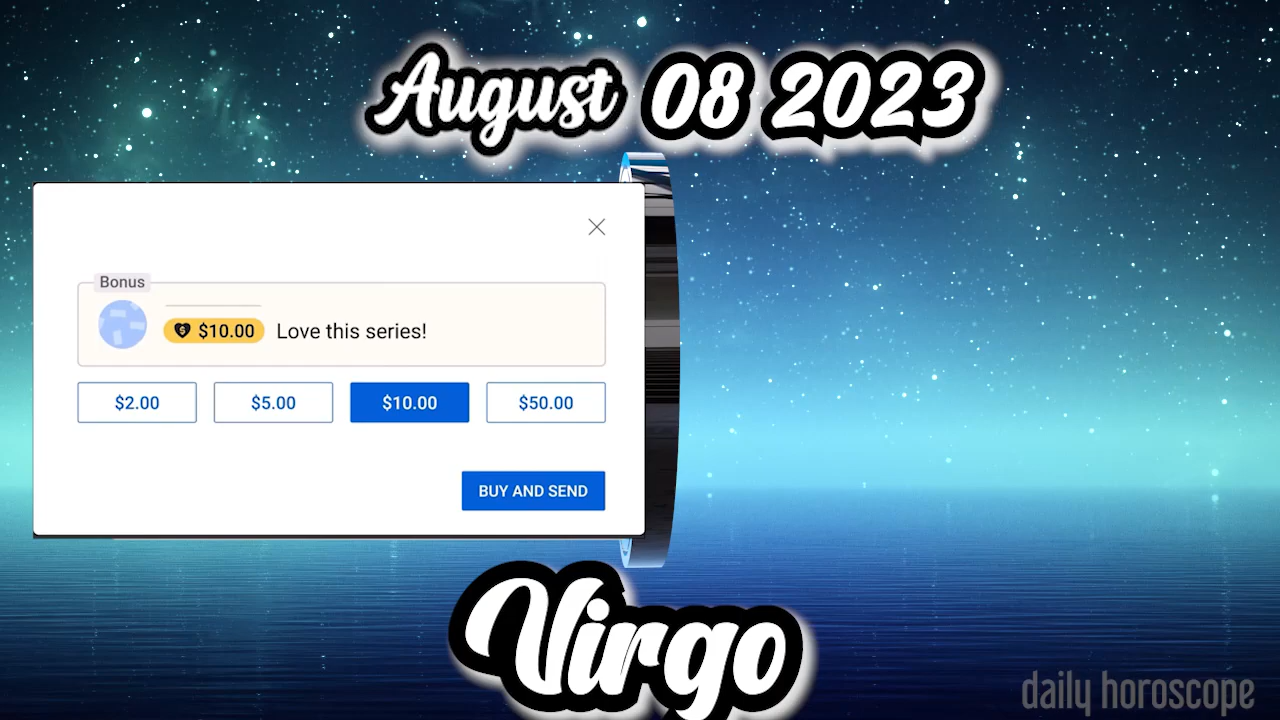 August 08 2023
Bonus
$10.00 Love this series!
$2.00 $5.00 $10.00 $50.00
BUY AND SEND
Virgo
daily horoscope